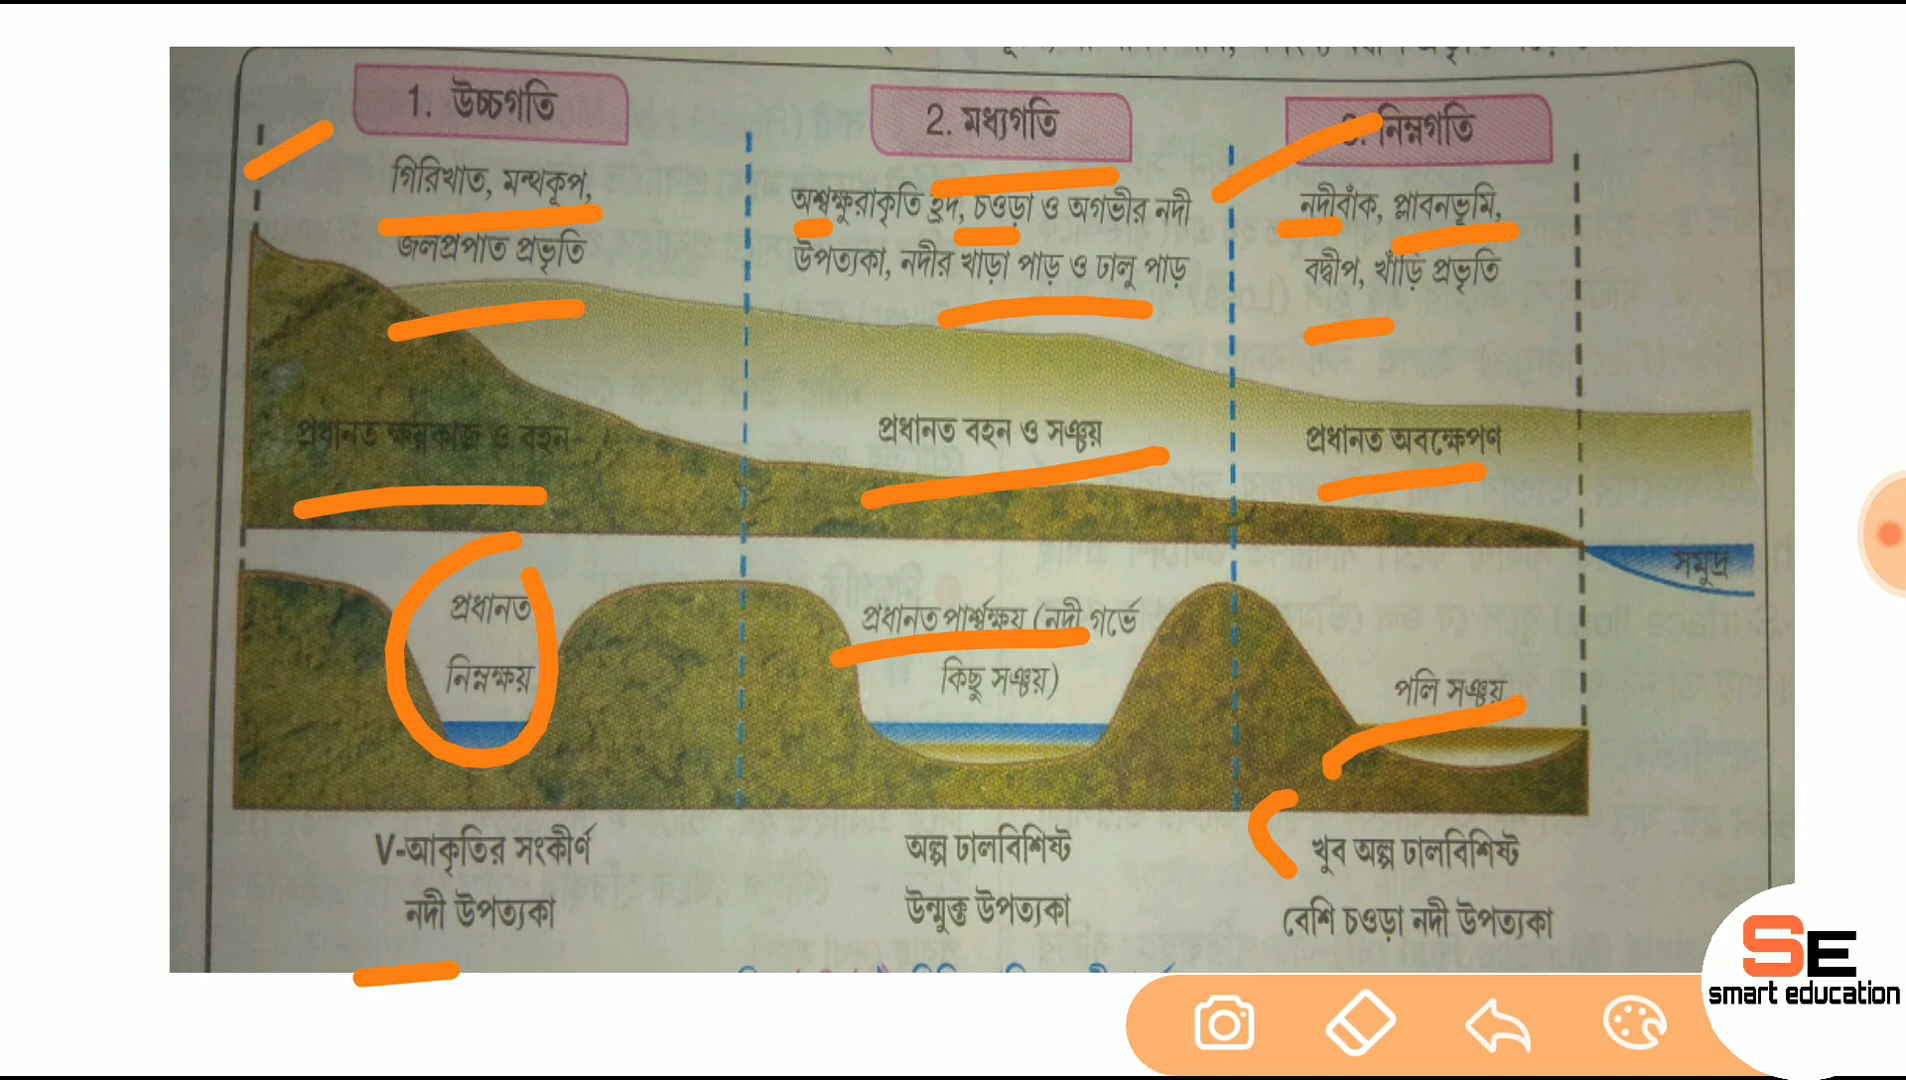 1. উচ্চগতি
গিরিখাত, মন্থকূপ,
জলপ্রপাত প্রভৃতি
2. মধ্যগতি
অশ্বক্ষুরাকৃতি হ্রদ, চওড়া ও অগভীর নদী
উপত্যকা, নদীর খাড়া পাড় ও ঢালু পাড়
3. নিম্নগতি
নদীবাঁক, প্লাবনভূমি,
বদ্বীপ, খাঁড়ি প্রভৃতি
প্রধানত ক্ষয়কাজ ও বহন
প্রধানত বহন ও সঞ্চয়
প্রধানত অবক্ষেপণ
সমুদ্র
প্রধানত
নিম্নক্ষয়
প্রধানত পার্শ্বক্ষয় (নদী গর্ভে
কিছু সঞ্চয়)
পলি সঞ্চয়
V-আকৃতির সংকীর্ণ
নদী উপত্যকা
অল্প ঢালবিশিষ্ট
উন্মুক্ত উপত্যকা
খুব অল্প ঢালবিশিষ্ট
বেশি চওড়া নদী উপত্যকা
SE
smart education